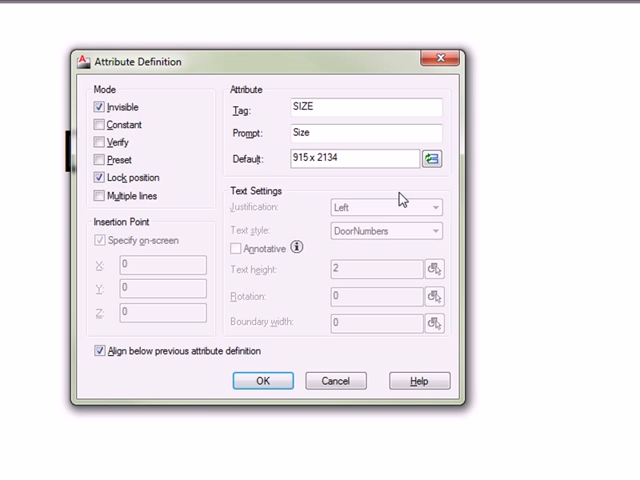 Attribute Definition
Mode
Invisible
Constant
Verify
Preset
Lock position
Multiple lines
Attribute
Tag: SIZE
Prompt: Size
Default: 915 x 2134
Insertion Point
Specify on-screen
X: 0
Y: 0
Z: 0
Text Settings
Justification: Left
Text style: DoorNumbers
Annotative
Text height: 2
Rotation: 0
Boundary width: 0
Align below previous attribute definition
OK Cancel Help